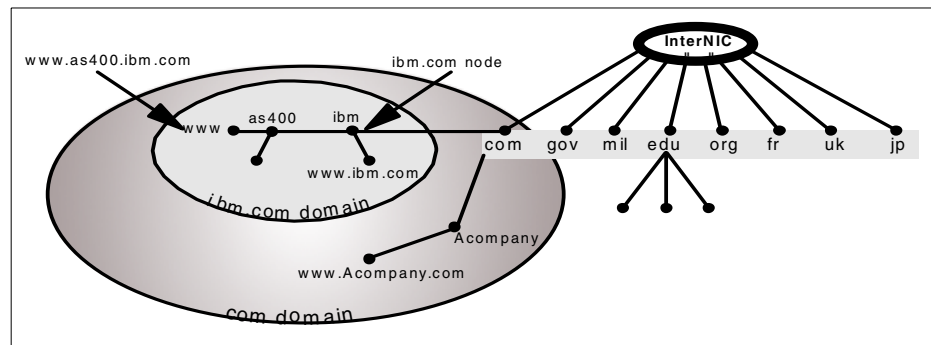 InterNIC
www.as400.ibm.com
ibm.com node
www
as400
ibm
com gov mil edu org fr uk jp
www.ibm.com
ibm.com domain
Acompany
www.Acompany.com
com domain